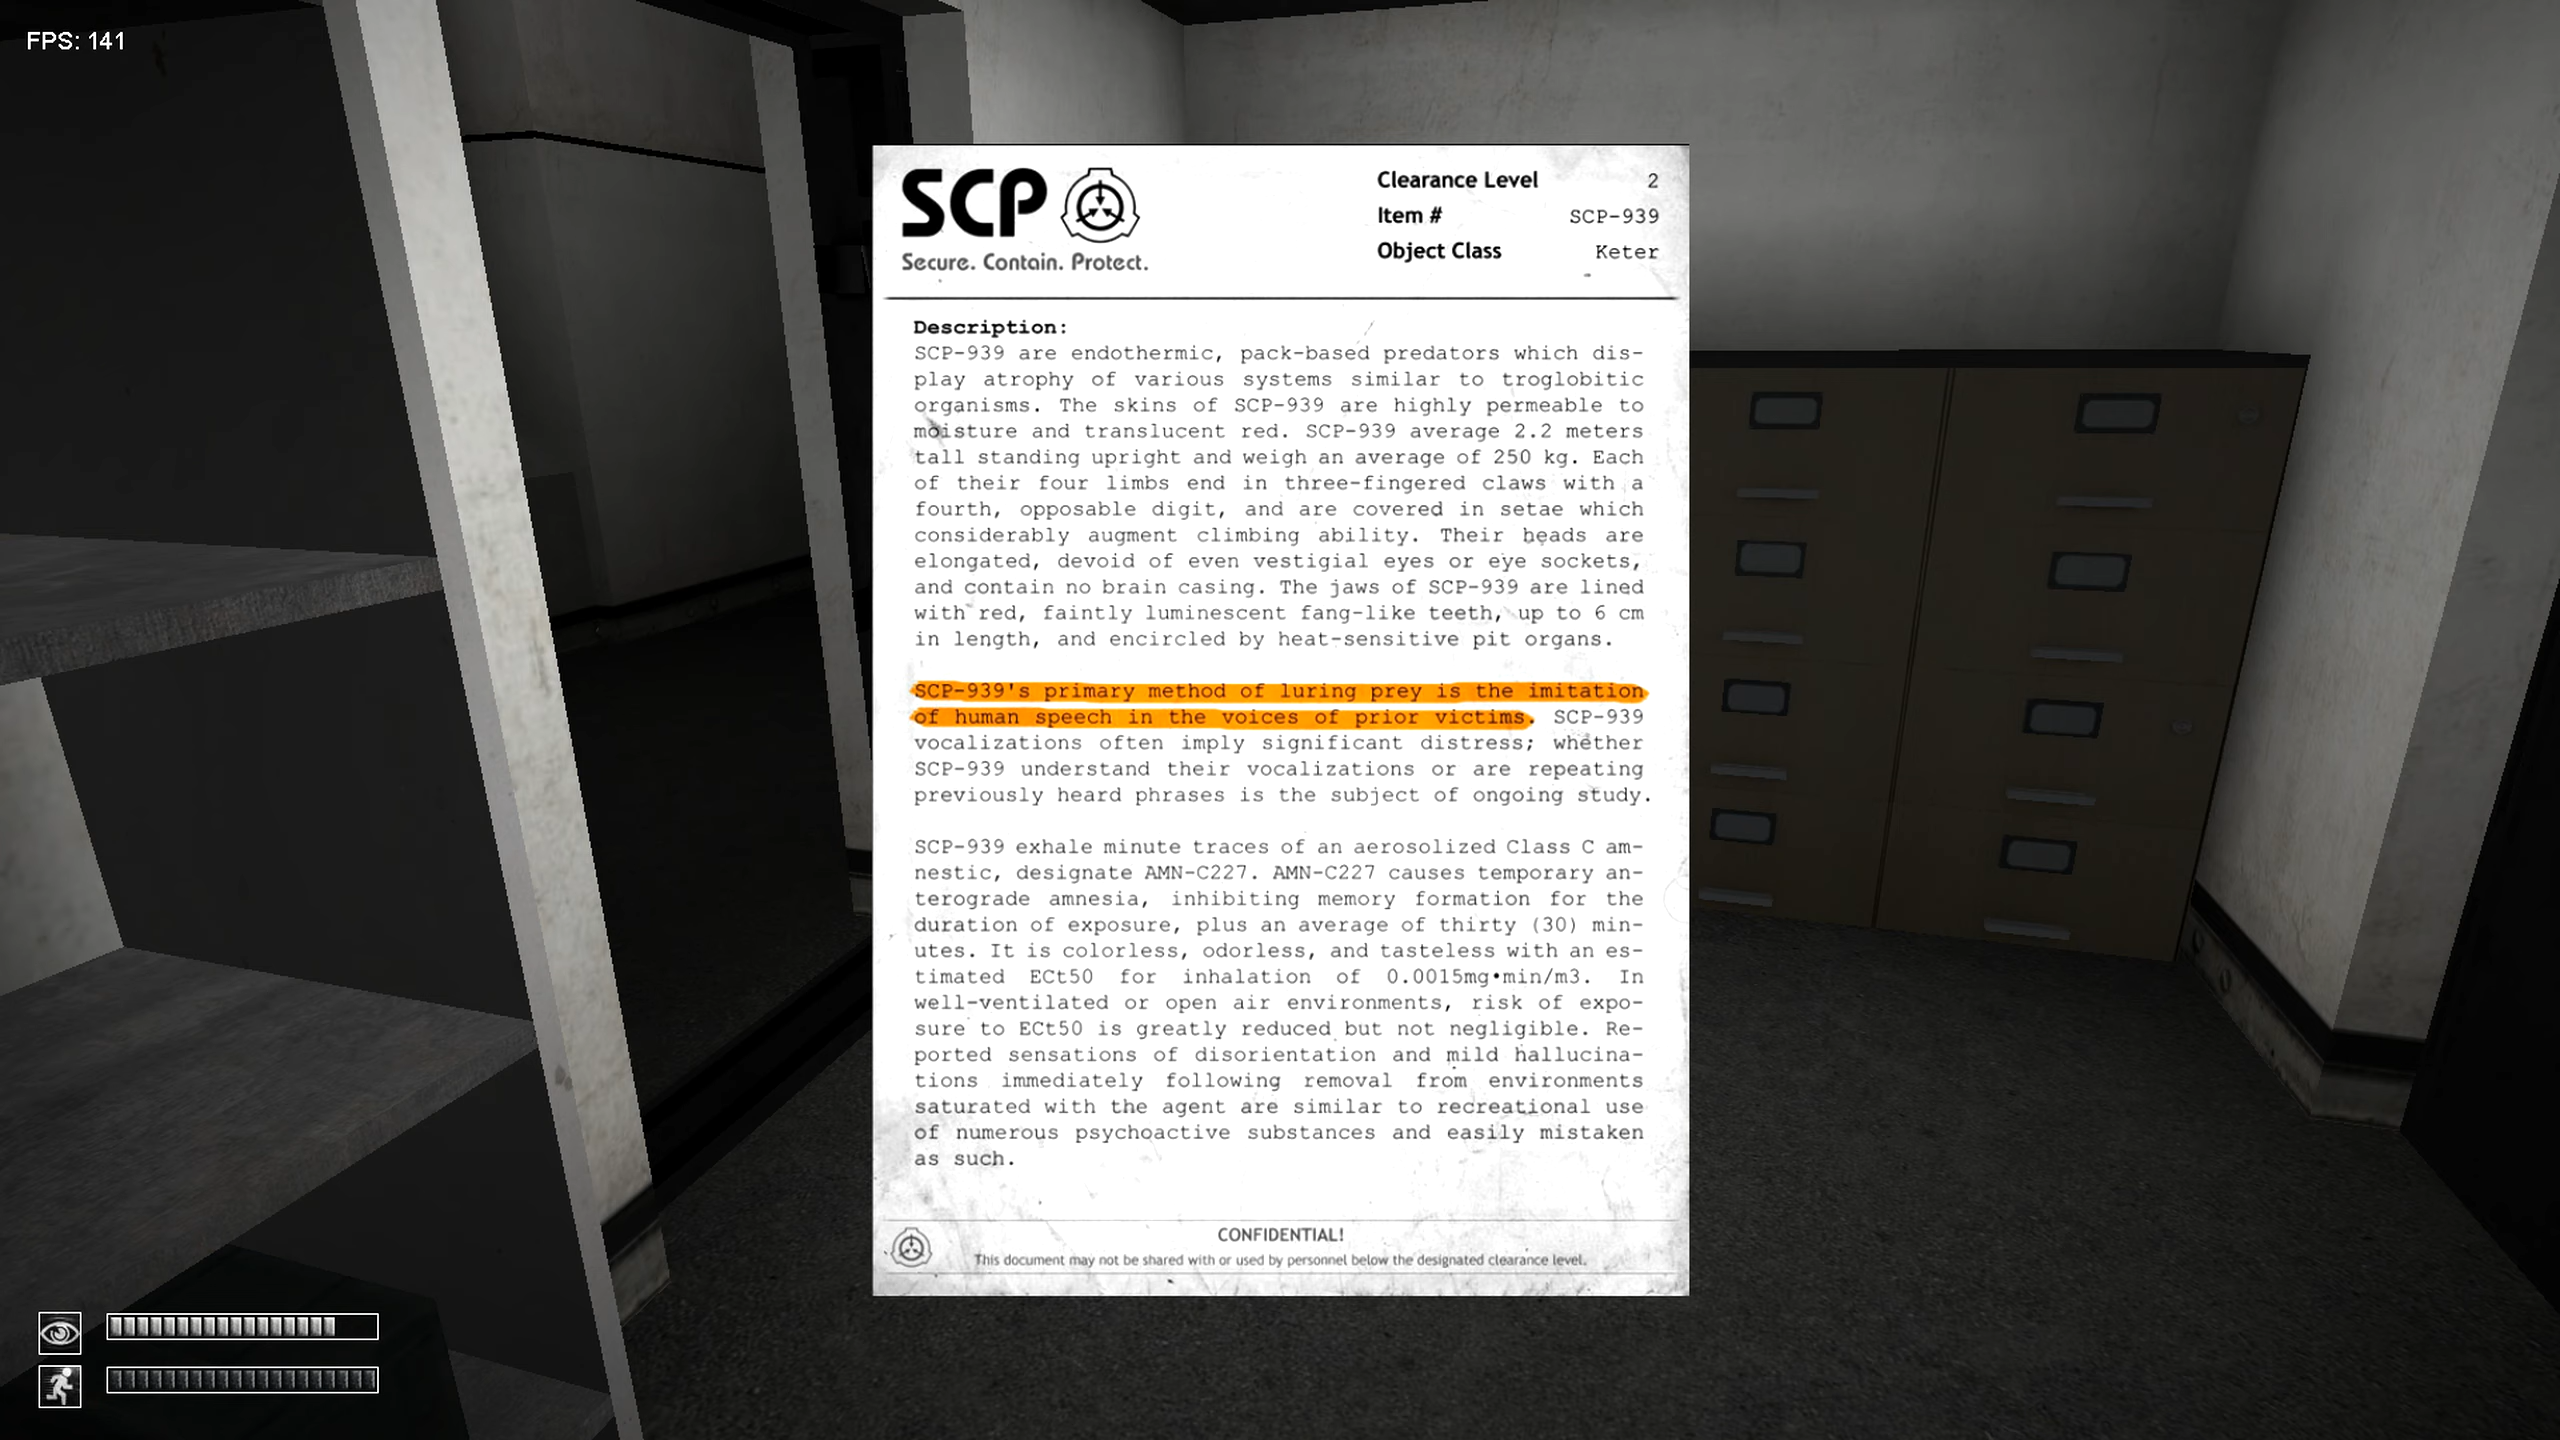 FPS: 141
SCP
Secure. Contain. Protect.
Clearance Level 2
Item # SCP-939
Object Class Keter
Description:
SCP-939 are endothermic, pack-based predators which dis-
play atrophy of various systems similar to troglobitic
organisms. The skins of SCP-939 are highly permeable to
moisture and translucent red. SCP-939 average 2.2 meters
tall standing upright and weigh an average of 250 kg. Each
of their four limbs end in three-fingered claws with a
fourth, opposable digit, and are covered in setae which
considerably augment climbing ability. Their heads are
elongated, devoid of even vestigial eyes or eye sockets,
and contain no brain casing. The jaws of SCP-939 are lined
with red, faintly luminescent fang-like teeth, up to 6 cm
in length, and encircled by heat-sensitive pit organs.
SCP-939's primary method of luring prey is the imitation
of human speech in the voices of prior victims. SCP-939
vocalizations often imply significant distress; whether
SCP-939 understand their vocalizations or are repeating
previously heard phrases is the subject of ongoing study.
SCP-939 exhale minute traces of an aerosolized Class C am-
nestic, designate AMN-C227. AMN-C227 causes temporary an-
terograde amnesia, inhibiting memory formation for the
duration of exposure, plus an average of thirty (30) min-
utes. It is colorless, odorless, and tasteless with an es-
timated ECt50 for inhalation of 0.0015mg•min/m3. In
well-ventilated or open air environments, risk of expo-
sure to ECt50 is greatly reduced but not negligible. Re-
ported sensations of disorientation and mild hallucina-
tions immediately following removal from environments
saturated with the agent are similar to recreational use
of numerous psychoactive substances and easily mistaken
as such.
CONFIDENTIAL!
This document may not be shared with or used by personnel below the designated clearance level.